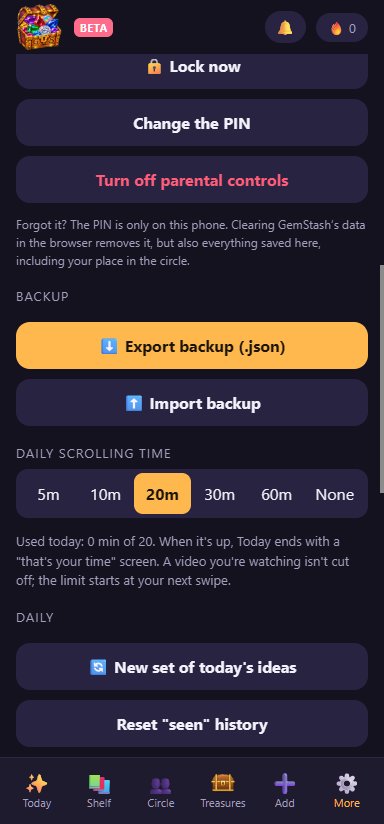 BETA
0
Lock now
Change the PIN
Turn off parental controls
Forgot it? The PIN is only on this phone. Clearing GemStash's data
in the browser removes it, but also everything saved here,
including your place in the circle.
BACKUP
Export backup (.json)
Import backup
DAILY SCROLLING TIME
5m 10m 20m 30m 60m None
Used today: 0 min of 20. When it's up, Today ends with a
"that's your time" screen. A video you're watching isn't cut
off; the limit starts at your next swipe.
DAILY
New set of today's ideas
Reset "seen" history
Today Shelf Circle Treasures Add More